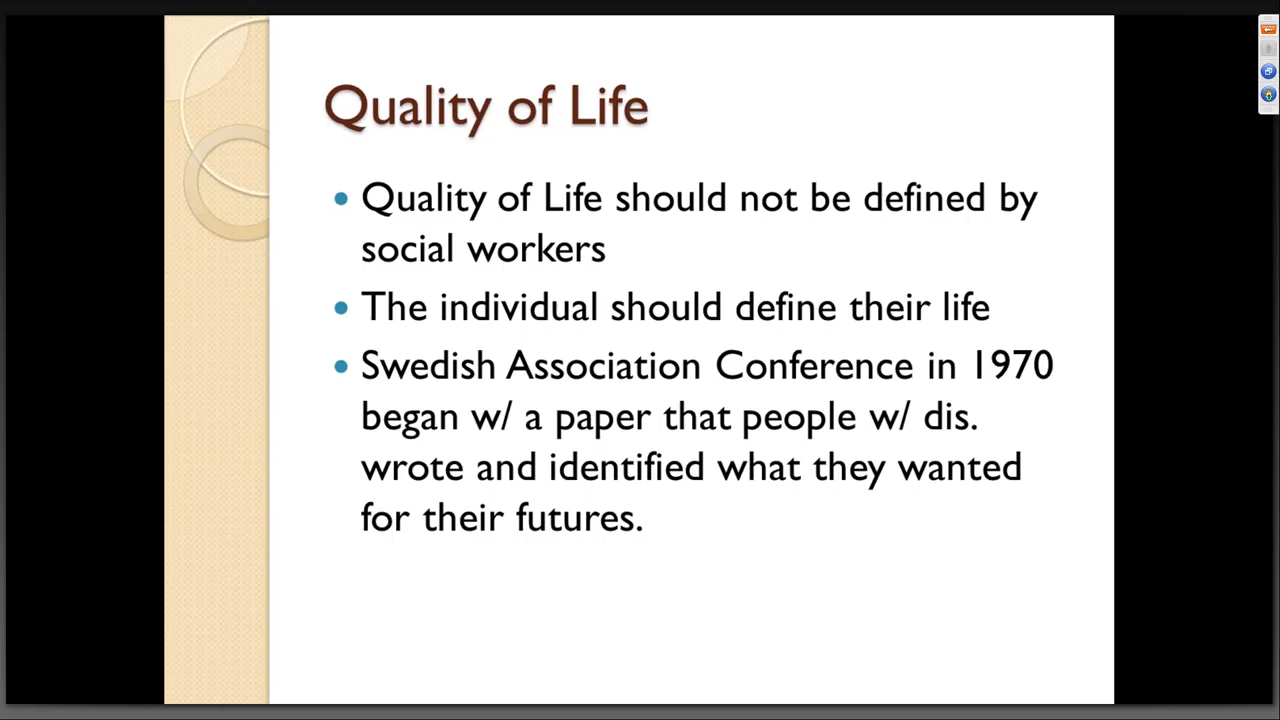 Quality of Life
• Quality of Life should not be defined by
social workers
• The individual should define their life
• Swedish Association Conference in 1970
began w/ a paper that people w/ dis.
wrote and identified what they wanted
for their futures.